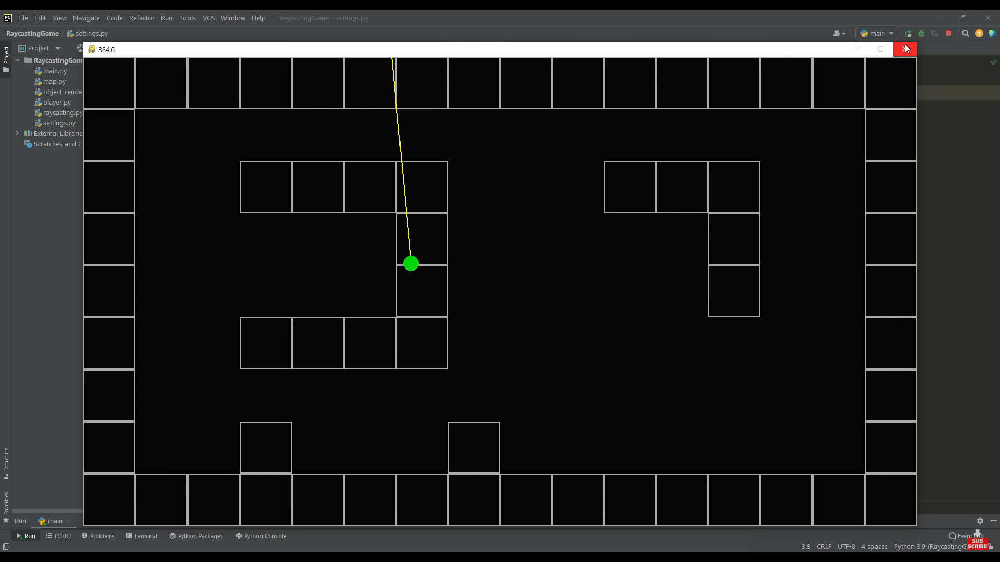 PC File Edit View Navigate Code Refactor Run Tools VCS Window Help RaycastingGame - settings.py
RaycastingGame settings.py main
Project
384.6
Project
RaycastingGam
main.py
map.py
object_rende
player.py
raycasting.py
settings.py
External Librarie
Scratches and C
Structure
Favorites
Run: main
Run TODO Problems Terminal Python Packages Python Console Event Log
3:8 CRLF UTF-8 4 spaces Python 3.9 (RaycastingGa
SUB
SCRIBE